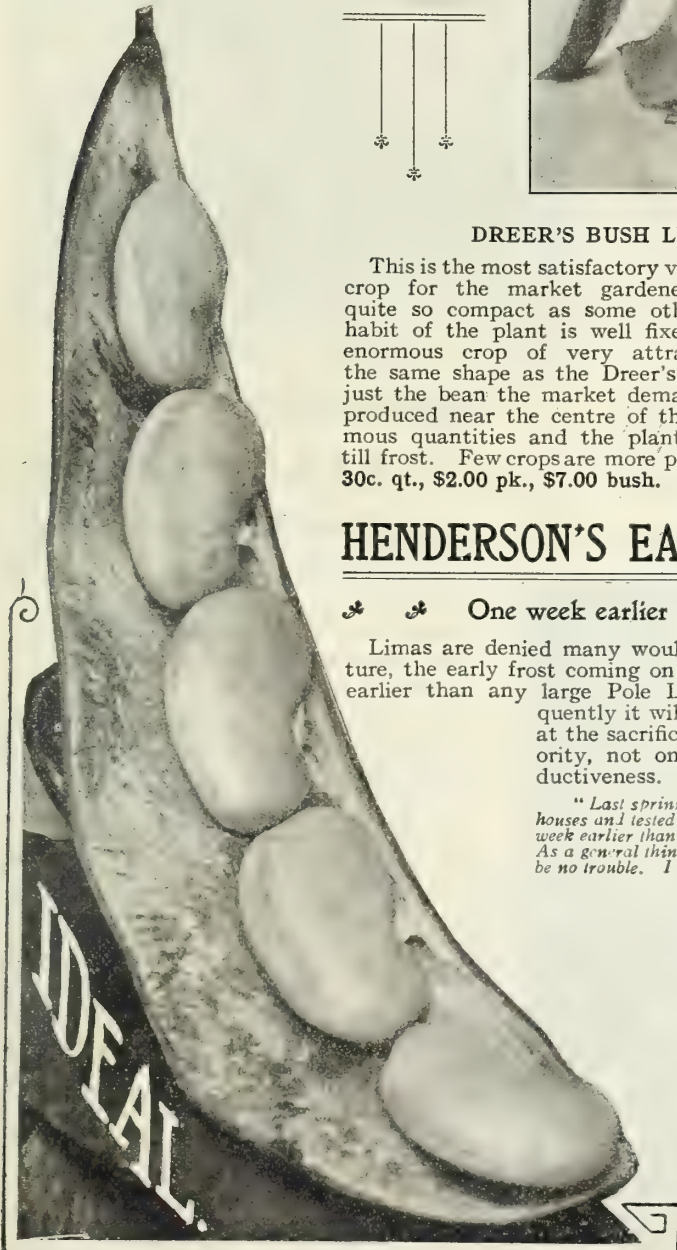 DREER'S BUSH L
This is the most satisfactory v
crop for the market gardene
quite so compact as some oth
habit of the plant is well fixe
enormous crop of very attra
the same shape as the Dreer's
just the bean the market dema
produced near the centre of th
mous quantities and the plant
till frost. Few crops are more p
30c. qt., $2.00 pk., $7.00 bush.
HENDERSON'S EA
One week earlier
Limas are denied many woul
ture, the early frost coming on
earlier than any large Pole L
quently it wil
at the sacrific
ority, not on
ductiveness.
"Last sprin
houses and tested
week earlier than
As a general thin
be no trouble. I
IDEAL.